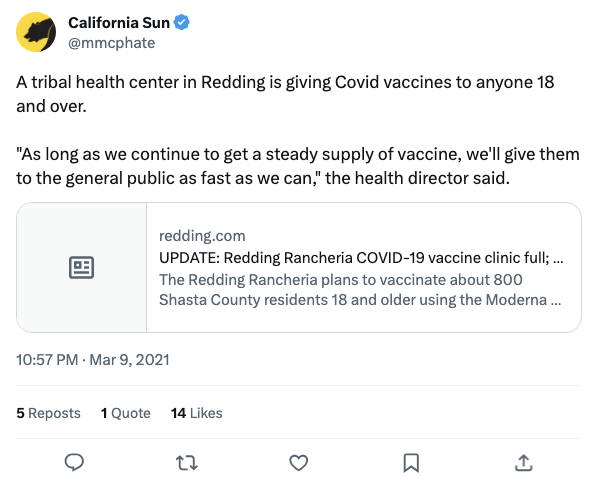 California Sun
@mmcphate
A tribal health center in Redding is giving Covid vaccines to anyone 18
and over.
"As long as we continue to get a steady supply of vaccine, we'll give them
to the general public as fast as we can," the health director said.
redding.com
UPDATE: Redding Rancheria COVID-19 vaccine clinic full; ...
The Redding Rancheria plans to vaccinate about 800
Shasta County residents 18 and older using the Moderna ...
10:57 PM · Mar 9, 2021
5 Reposts 1 Quote 14 Likes